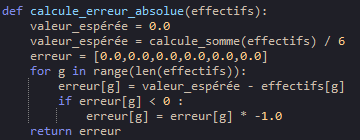 def calcule_erreur_absolue(effectifs):
    valeur_espérée = 0.0
    valeur_espérée = calcule_somme(effectifs) / 6
    erreur = [0.0,0.0,0.0,0.0,0.0,0.0]
    for g in range(len(effectifs)):
        erreur[g] = valeur_espérée - effectifs[g]
        if erreur[g] < 0 :
            erreur[g] = erreur[g] * -1.0
    return erreur